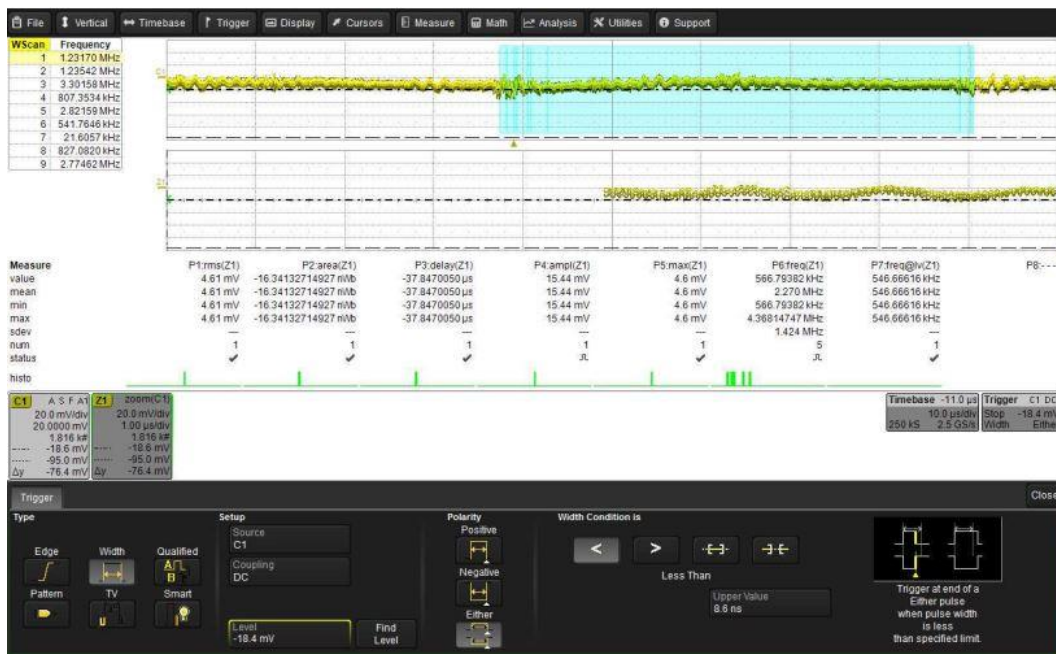 File Vertical Timebase Trigger Display Cursors Measure Math Analysis Utilities Support
WScan Frequency
1 1.23170 MHz
2 1.23542 MHz
3 3.30158 MHz
4 807.3534 kHz
5 2.82159 MHz
6 541.7646 kHz
7 21.6057 kHz
8 827.0820 kHz
9 2.77462 MHz
Measure P1:rms(Z1) P2:area(Z1) P3:delay(Z1) P4:ampl(Z1) P5:max(Z1) P6:freq(Z1) P7:freq@lv(Z1) P8:---
value 4.61 mV -16.34132714927 nWb -37.8470050 µs 15.44 mV 4.6 mV 566.79382 kHz 546.66616 kHz
mean 4.61 mV -16.34132714927 nWb -37.8470050 µs 15.44 mV 4.6 mV 2.270 MHz 546.66616 kHz
min 4.61 mV -16.34132714927 nWb -37.8470050 µs 15.44 mV 4.6 mV 566.79382 kHz 546.66616 kHz
max 4.61 mV -16.34132714927 nWb -37.8470050 µs 15.44 mV 4.6 mV 4.36814747 MHz 546.66616 kHz
sdev --- --- --- --- --- 1.424 MHz ---
num 1 1 1 1 1 5 1
status
histo
C1 A S F A1 Z1 zoom(C1) Timebase -11.0 µs Trigger C1 DC
20.0 mV/div 20.0 mV/div 10.0 µs/div Stop -18.4 mV
20.0000 mV 1.00 µs/div 250 kS 2.5 GS/s Width Eithe
1.816 k# 1.816 k#
-18.6 mV -18.6 mV
-95.0 mV -95.0 mV
Δy -76.4 mV Δy -76.4 mV
Trigger Close
Type Setup Polarity Width Condition is
Source Positive
C1
Edge Width Qualified < >
Coupling Less Than
DC Negative
Pattern TV Smart Upper Value
8.6 ns
Either
Level
-18.4 mV
Find
Level
Trigger at end of a
Either pulse
when pulse width
is less
than specified limit.